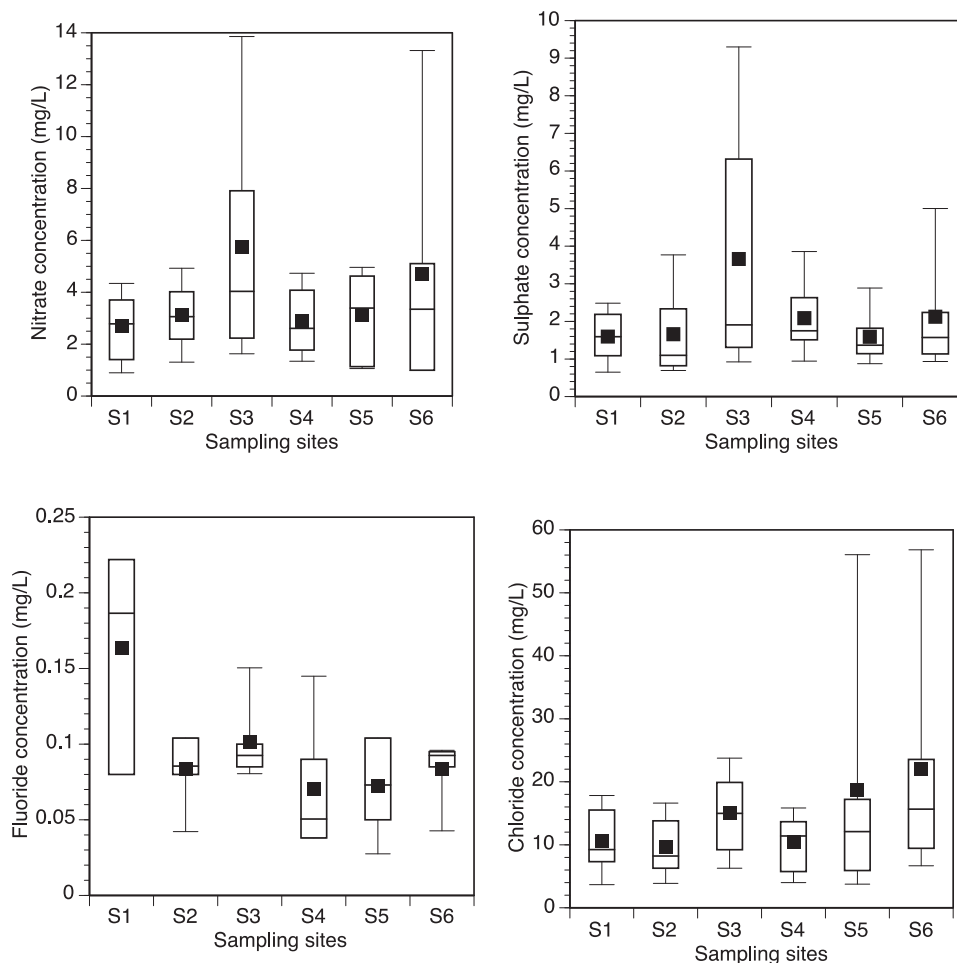 Nitrate concentration (mg/L)
14
12
10
8
6
4
2
0
S1 S2 S3 S4 S5 S6
Sampling sites
Sulphate concentration (mg/L)
10
9
8
7
6
5
4
3
2
1
0
S1 S2 S3 S4 S5 S6
Sampling sites
Fluoride concentration (mg/L)
0.25
0.2
0.15
0.1
0.05
0
S1 S2 S3 S4 S5 S6
Sampling sites
Chloride concentration (mg/L)
60
50
40
30
20
10
0
S1 S2 S3 S4 S5 S6
Sampling sites